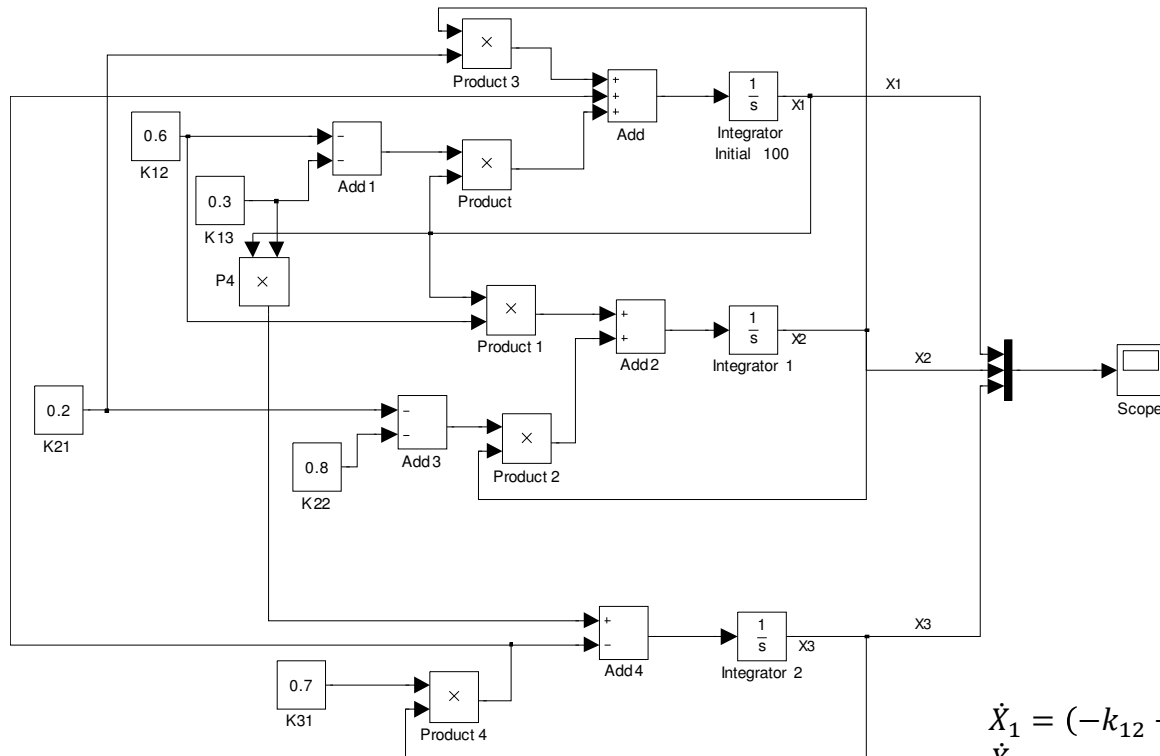 ×
Product 3
+
+
+
Add
1
s
X1
Integrator
Initial 100
X1
0.6
K12
−
−
Add 1
×
Product
0.3
K13
P4
×
×
Product 1
+
+
Add 2
1
s
X2
Integrator 1
X2
Scope
0.2
K21
−
−
Add 3
0.8
K22
×
Product 2
+
−
Add 4
1
s
X3
Integrator 2
X3
0.7
K31
×
Product 4
Ẋ₁ = (−k₁₂